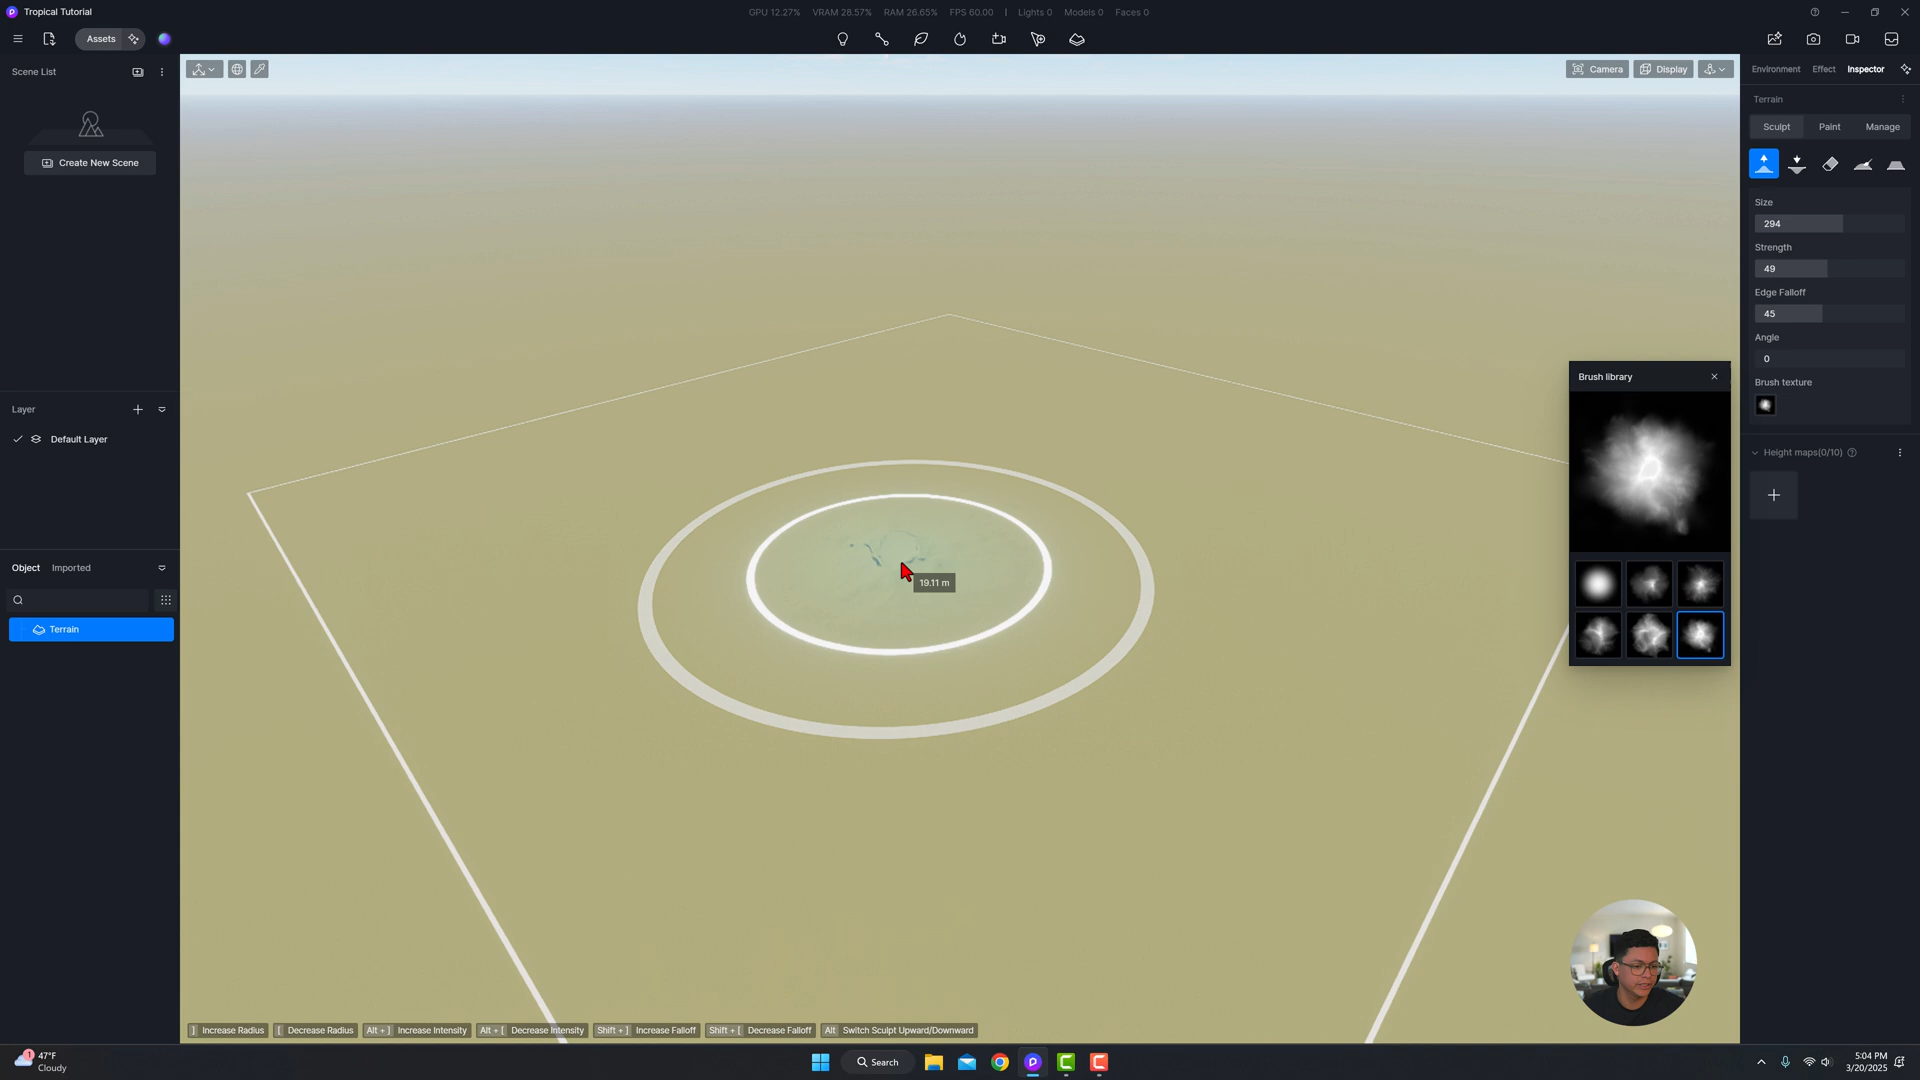 Tropical Tutorial
GPU 12.27% VRAM 28.57% RAM 26.65% FPS 60.00 | Lights 0 Models 0 Faces 0
Assets
Scene List
Create New Scene
Camera
Display
Environment Effect Inspector
Terrain
Sculpt Paint Manage
Size
294
Strength
49
Edge Falloff
45
Angle
0
Brush texture
Height maps(0/10)
Brush library
Layer
Default Layer
Object Imported
Terrain
19.11 m
] Increase Radius [ Decrease Radius Alt + ] Increase Intensity Alt + [ Decrease Intensity Shift + ] Increase Falloff Shift + [ Decrease Falloff Alt Switch Sculpt Upward/Downward
1
47°F
Cloudy
Search
5:04 PM
3/20/2025